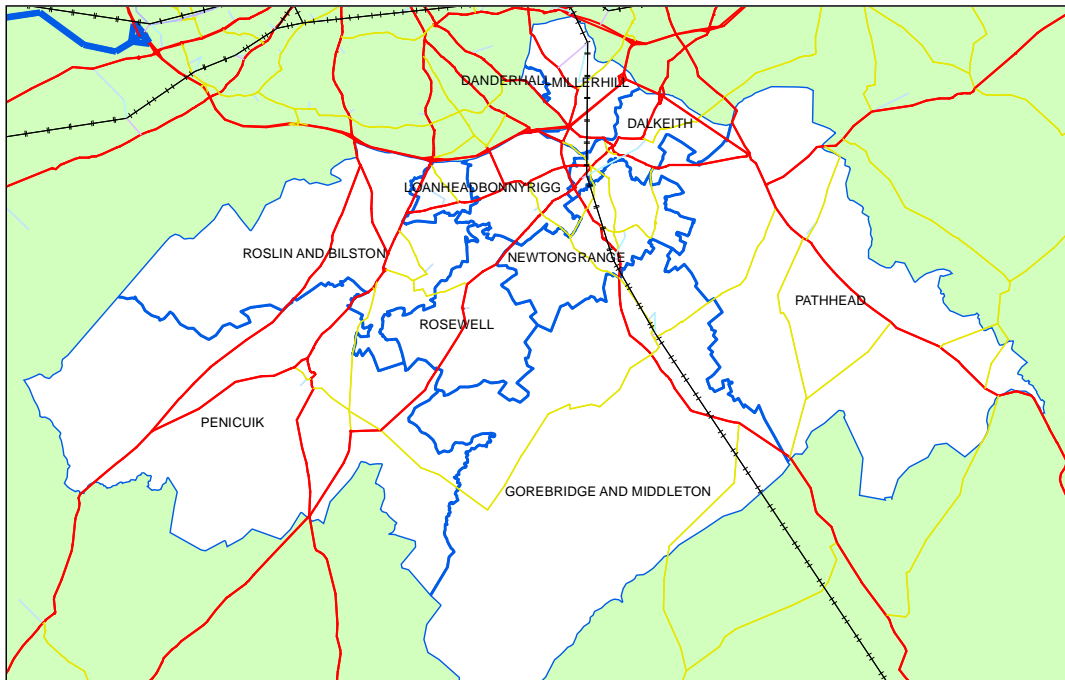 DANDERHALL
MILLERHILL
DALKEITH
LOANHEAD
BONNYRIGG
ROSLIN AND BILSTON
NEWTONGRANGE
PATHHEAD
ROSEWELL
PENICUIK
GOREBRIDGE AND MIDDLETON